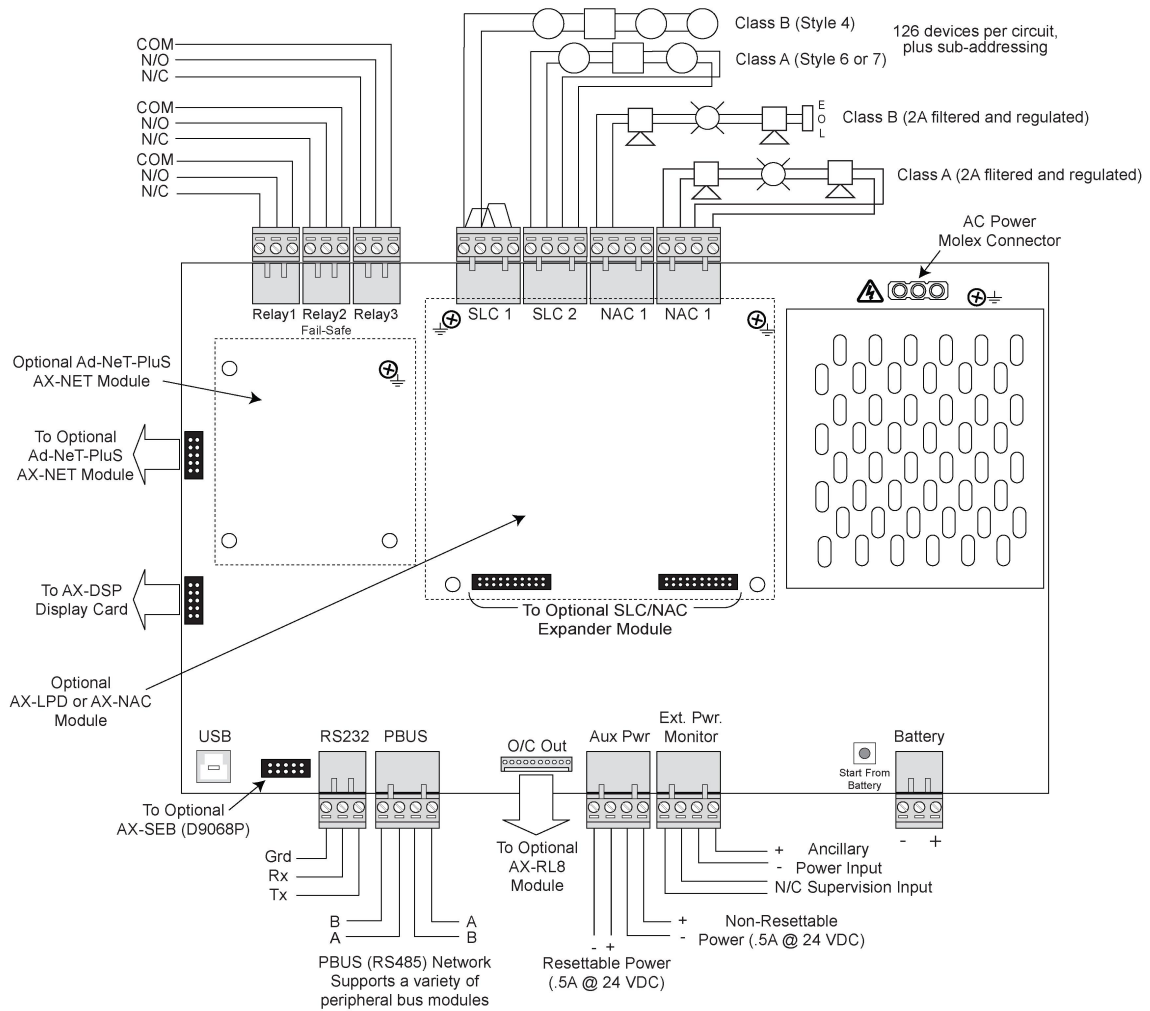 Class B (Style 4)
126 devices per circuit,
plus sub-addressing
Class A (Style 6 or 7)
COM
N/O
N/C
COM
N/O
N/C
COM
N/O
N/C
E
O
L
Class B (2A filtered and regulated)
Class A (2A flitered and regulated)
AC Power
Molex Connector
Relay1
Relay2
Relay3
Fail-Safe
SLC 1
SLC 2
NAC 1
NAC 1
Optional Ad-NeT-PluS
AX-NET Module
To Optional
Ad-NeT-PluS
AX-NET Module
To AX-DSP
Display Card
To Optional SLC/NAC
Expander Module
Optional
AX-LPD or AX-NAC
Module
USB
RS232
PBUS
O/C Out
Aux Pwr
Ext. Pwr.
Monitor
Start From
Battery
Battery
- +
To Optional
AX-SEB (D9068P)
Grd
Rx
Tx
To Optional
AX-RL8
Module
+ Ancillary
- Power Input
N/C Supervision Input
B
A
A
B
PBUS (RS485) Network
Supports a variety of
peripheral bus modules
- +
Resettable Power
(.5A @ 24 VDC)
+ Non-Resettable
- Power (.5A @ 24 VDC)